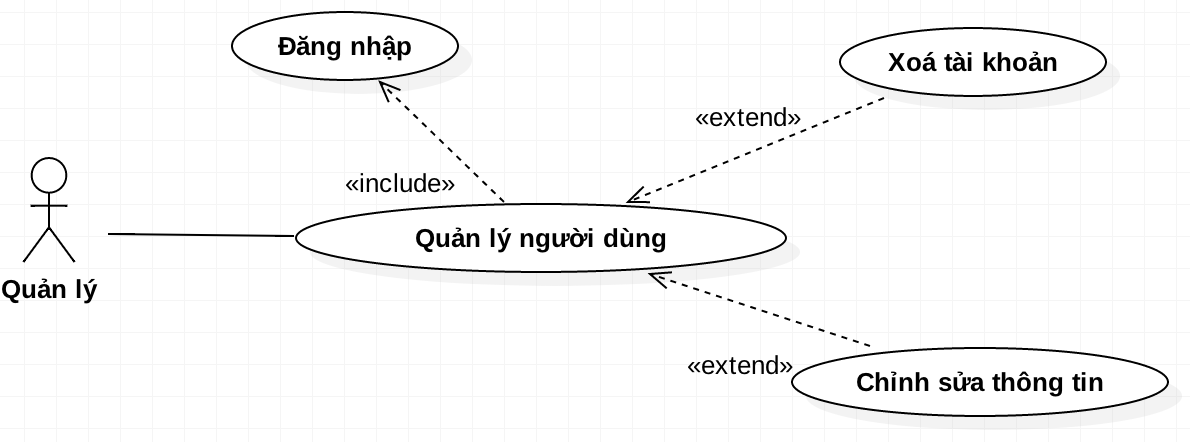 Đăng nhập
Xoá tài khoản
«extend»
«include»
Quản lý người dùng
Quản lý
«extend»
Chỉnh sửa thông tin